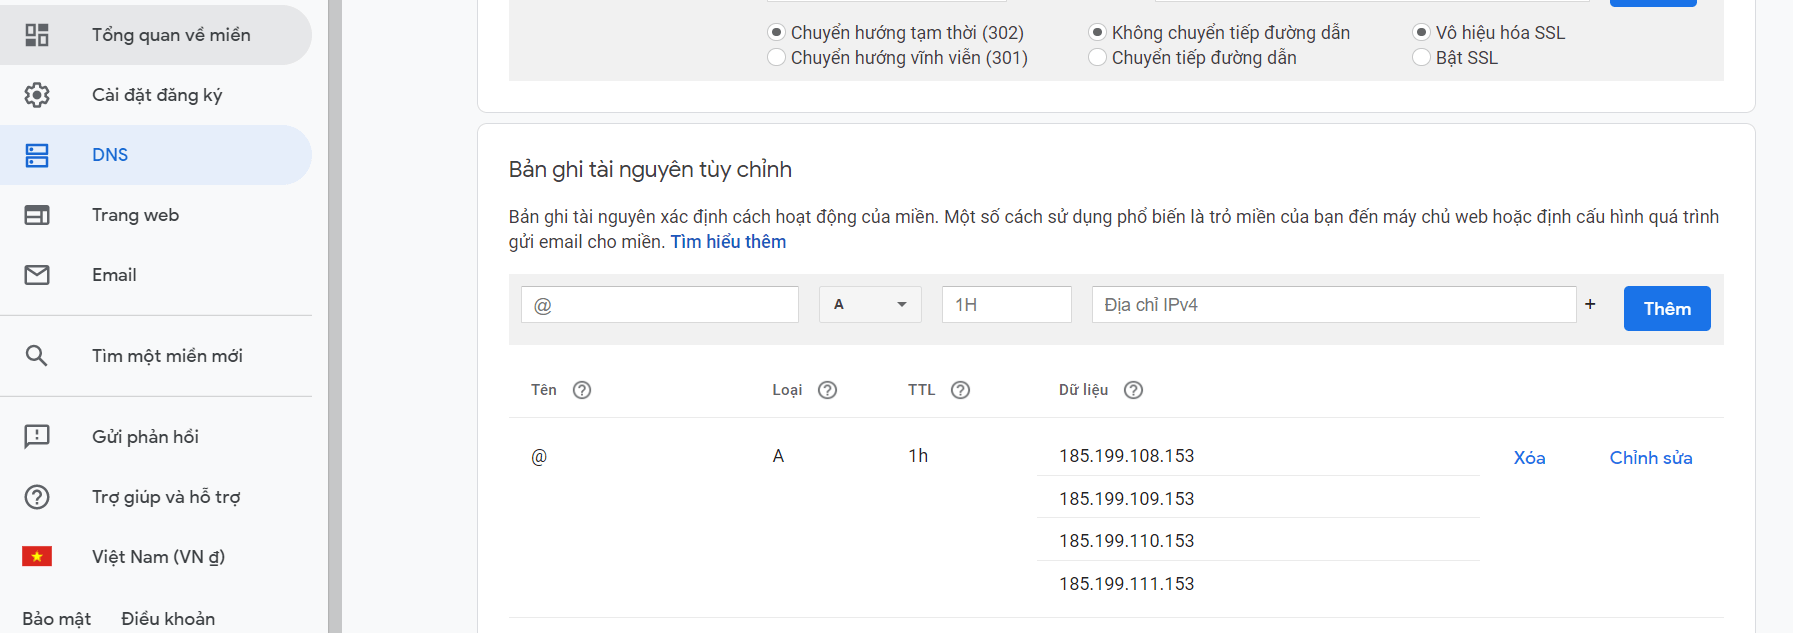 Tổng quan về miền
Cài đặt đăng ký
DNS
Trang web
Email
Tìm một miền mới
Gửi phản hồi
Trợ giúp và hỗ trợ
Việt Nam (VN ₫)
Bảo mật Điều khoản
Chuyển hướng tạm thời (302) Không chuyển tiếp đường dẫn Vô hiệu hóa SSL
Chuyển hướng vĩnh viễn (301) Chuyển tiếp đường dẫn Bật SSL
Bản ghi tài nguyên tùy chỉnh
Bản ghi tài nguyên xác định cách hoạt động của miền. Một số cách sử dụng phổ biến là trỏ miền của bạn đến máy chủ web hoặc định cấu hình quá trình
gửi email cho miền. Tìm hiểu thêm
@ A 1H Địa chỉ IPv4 + Thêm
Tên Loại TTL Dữ liệu
@ A 1h 185.199.108.153 Xóa Chỉnh sửa
185.199.109.153
185.199.110.153
185.199.111.153